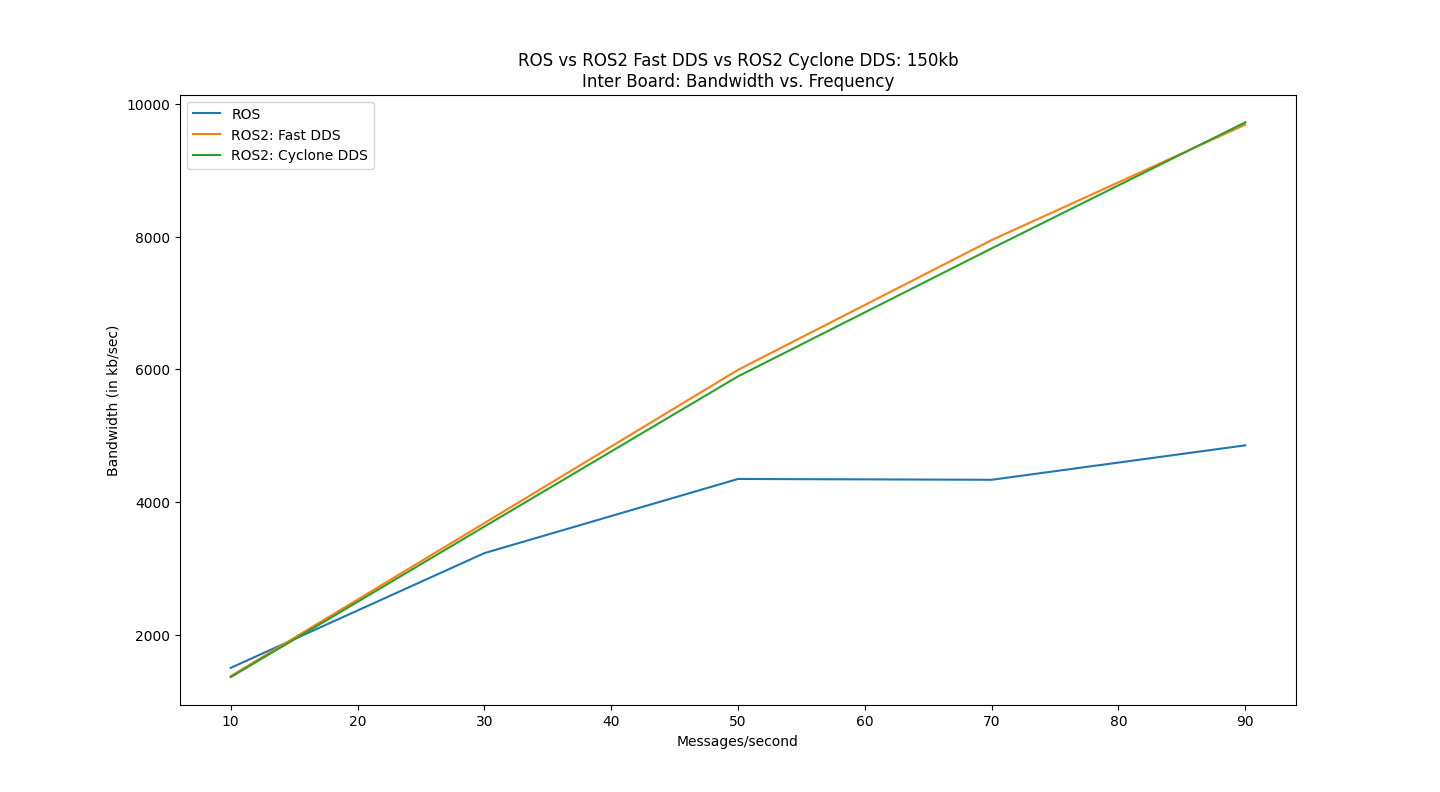 ROS vs ROS2 Fast DDS vs ROS2 Cyclone DDS: 150kb
Inter Board: Bandwidth vs. Frequency
ROS
ROS2: Fast DDS
ROS2: Cyclone DDS
Bandwidth (in kb/sec)
10000
8000
6000
4000
2000
10 20 30 40 50 60 70 80 90
Messages/second